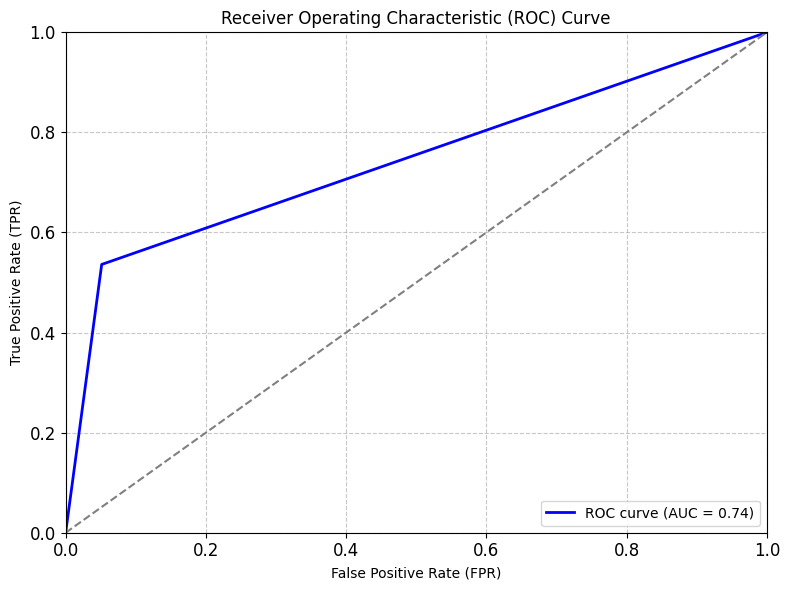 Receiver Operating Characteristic (ROC) Curve
1.0
0.8
0.6
0.4
0.2
0.0
True Positive Rate (TPR)
ROC curve (AUC = 0.74)
0.0 0.2 0.4 0.6 0.8 1.0
False Positive Rate (FPR)